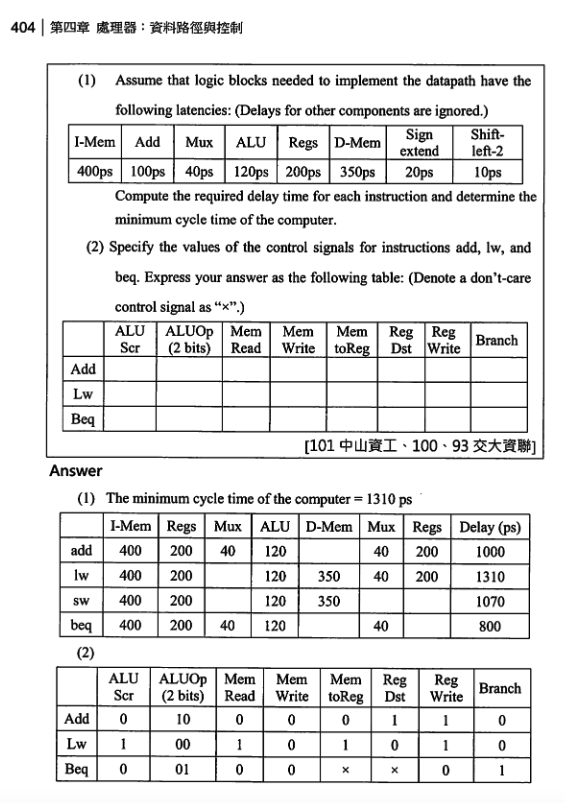 404 | 第四章 處理器：資料路徑與控制
(1) Assume that logic blocks needed to implement the datapath have the
following latencies: (Delays for other components are ignored.)
I-Mem Add Mux ALU Regs D-Mem Sign extend Shift-left-2
400ps 100ps 40ps 120ps 200ps 350ps 20ps 10ps
Compute the required delay time for each instruction and determine the
minimum cycle time of the computer.
(2) Specify the values of the control signals for instructions add, lw, and
beq. Express your answer as the following table: (Denote a don't-care
control signal as “×”.)
ALU Scr ALUOp (2 bits) Mem Read Mem Write Mem toReg Reg Dst Reg Write Branch
Add
Lw
Beq
[101 中山資工、100、93 交大資聯]
Answer
(1) The minimum cycle time of the computer = 1310 ps
I-Mem Regs Mux ALU D-Mem Mux Regs Delay (ps)
add 400 200 40 120 40 200 1000
lw 400 200 120 350 40 200 1310
sw 400 200 120 350 1070
beq 400 200 40 120 40 800
(2)
ALU Scr ALUOp (2 bits) Mem Read Mem Write Mem toReg Reg Dst Reg Write Branch
Add 0 10 0 0 0 1 1 0
Lw 1 00 1 0 1 0 1 0
Beq 0 01 0 0 × × 0 1